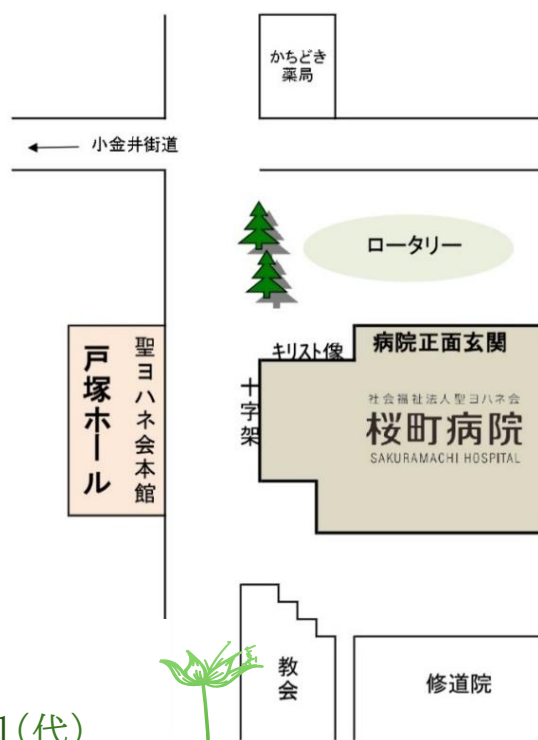 かちどき
薬局
← 小金井街道
ロータリー
キリスト像
病院正面玄関
十字架
聖ヨハネ会本館
戸塚ホール
社会福祉法人聖ヨハネ会
桜町病院
SAKURAMACHI HOSPITAL
教会
修道院
1(代)